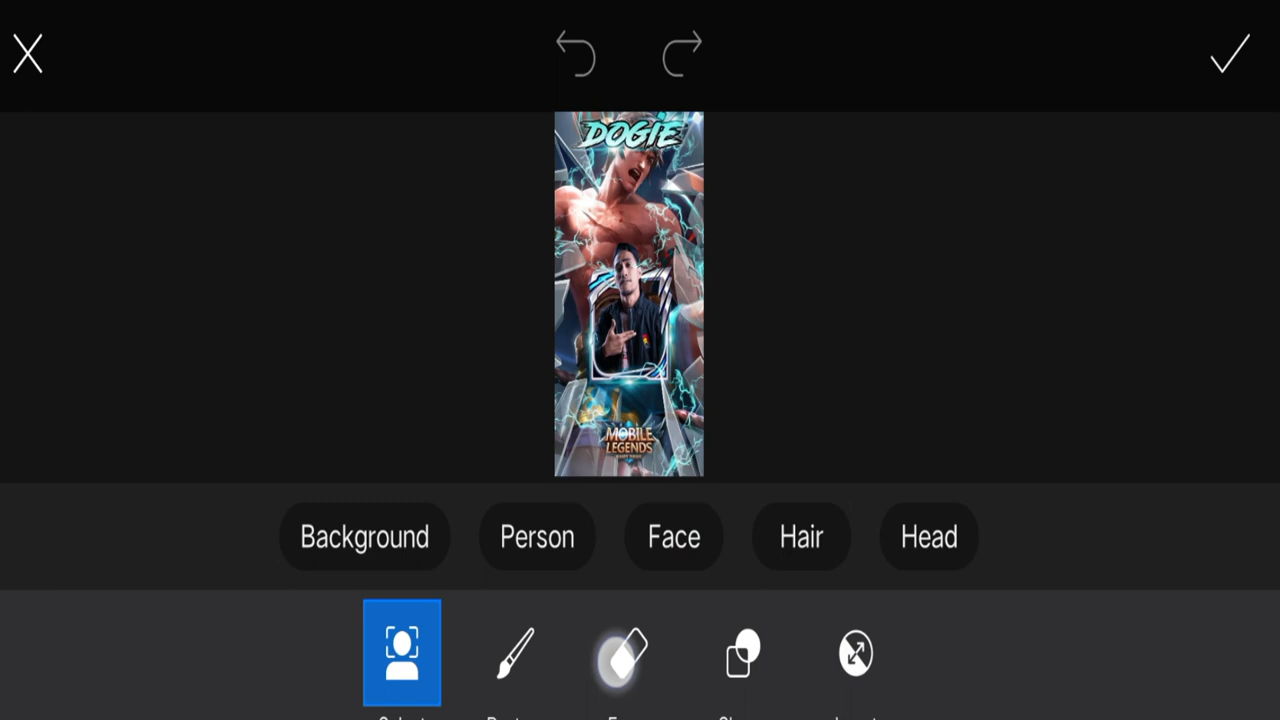 DOGIE
MOBILE
LEGENDS
Background
Person
Face
Hair
Head